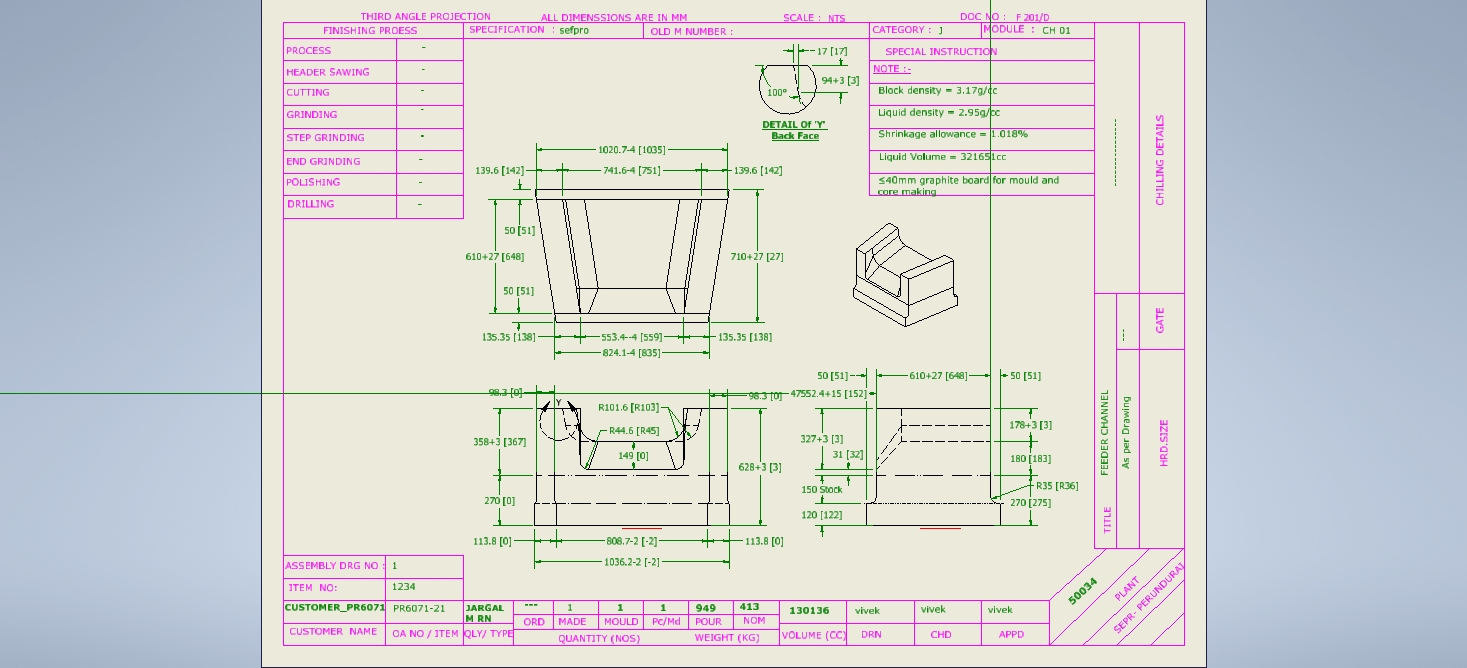 THIRD ANGLE PROJECTION ALL DIMENSSIONS ARE IN MM SCALE : NTS DOC NO : F 201/D
FINISHING PROESS SPECIFICATION : sefpro OLD M NUMBER : CATEGORY : J MODULE : CH 01
PROCESS -
HEADER SAWING -
CUTTING -
GRINDING -
STEP GRINDING -
END GRINDING -
POLISHING -
DRILLING -
17 [17]
94+3 [3]
100°
DETAIL Of 'Y'
Back Face
SPECIAL INSTRUCTION
NOTE :-
Block density = 3.17g/cc
Liquid density = 2.95g/cc
Shrinkage allowance = 1.018%
Liquid Volume = 321651cc
≤40mm graphite board for mould and
core making
CHILLING DETAILS
GATE
---
HRD.SIZE
TITLE FEEDER CHANNEL
As per Drawing
1020.7-4 [1035]
139.6 [142] 741.6-4 [751] 139.6 [142]
50 [51]
610+27 [648] 710+27 [27]
50 [51]
135.35 [138] 553.4--4 [559] 135.35 [138]
824.1-4 [835]
98.3 [0] 98.3 [0]
Y R101.6 [R103]
R44.6 [R45]
358+3 [367]
149 [0]
628+3 [3]
270 [0]
113.8 [0] 808.7-2 [-2] 113.8 [0]
1036.2-2 [-2]
50 [51] 610+27 [648] 50 [51]
47552.4+15 [152]
327+3 [3] 178+3 [3]
31 [32] 180 [183]
150 Stock R35 [R36]
270 [275]
120 [122]
ASSEMBLY DRG NO : 1
ITEM NO: 1234
CUSTOMER_PR6071 PR6071-21 JARGAL
M RN
--- 1 1 1 949 413 130136 vivek vivek vivek
ORD MADE MOULD Pc/Md POUR NOM
CUSTOMER NAME OA NO / ITEM QLY/ TYPE QUANTITY (NOS) WEIGHT (KG) VOLUME (CC) DRN CHD APPD
50034
PLANT
SEPR- PERUNDURAI